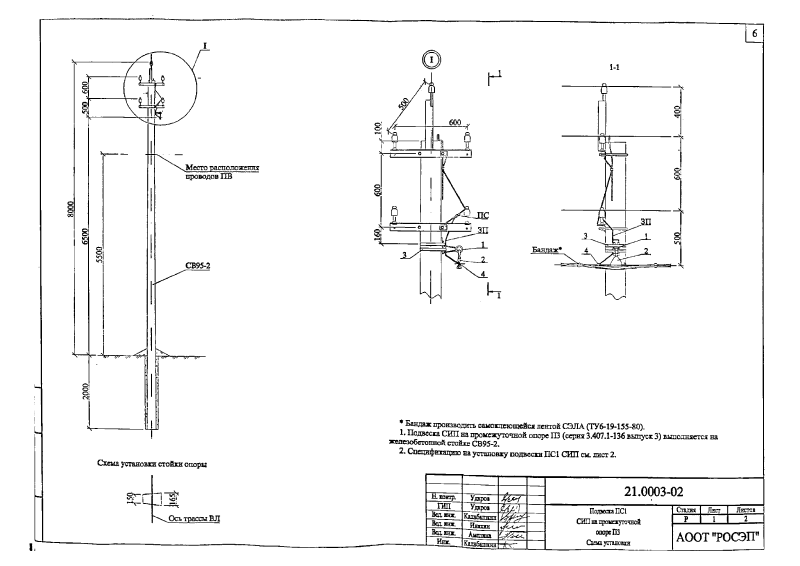 6
I
I
1
1-1
600
500
500
600
100
400
Место расположения
проводов ПВ
8000
6500
5500
600
ПС
ЗП
160
1
3
2
4
1
600
ЗП
3
1
500
Бандаж*
4
2
СВ95-2
2000
* Бандаж производить самоклеющейся лентой СЭЛА (ТУ6-19-155-80).
1. Подвеска СИП на промежуточной опоре П3 (серия 3.407.1-136 выпуск 3) выполняется на
железобетонной стойке СВ95-2.
2. Спецификацию на установку подвески ПС1 СИП см. лист 2.
Схема установки стойки опоры
150
165
Ось трассы ВЛ
21.0003-02
Н. контр. Ударов
ГИП Ударов
Вед. инж. Калабашкин
Вед. инж.
Вед. инж.
Инж. Калабашкин
Подвеска ПС1
СИП на промежуточной
опоре П3
Схема установки
Стадия Лист Листов
Р 1 2
АООТ "РОСЭП"